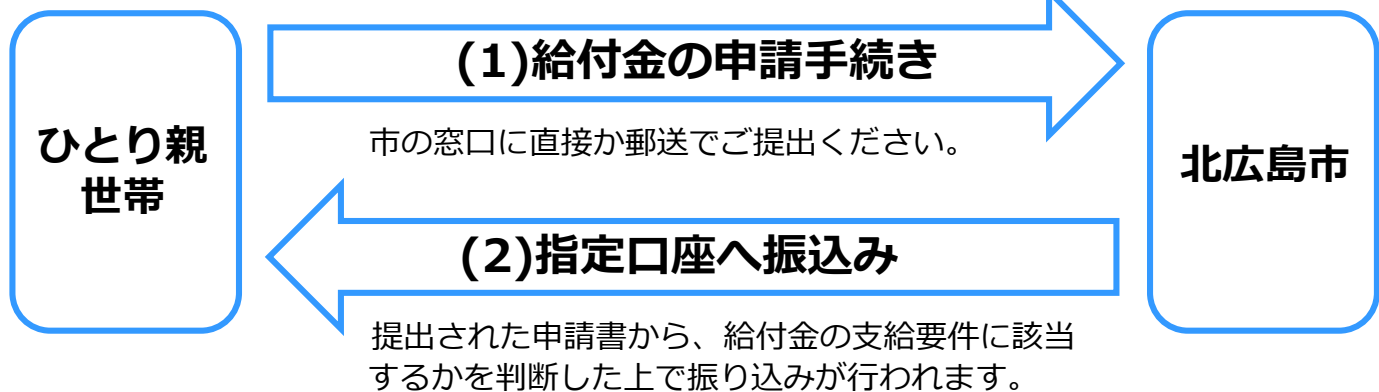 ひとり親
世帯
(1)給付金の申請手続き
市の窓口に直接か郵送でご提出ください。
(2)指定口座へ振込み
提出された申請書から、給付金の支給要件に該当
するかを判断した上で振り込みが行われます。
北広島市